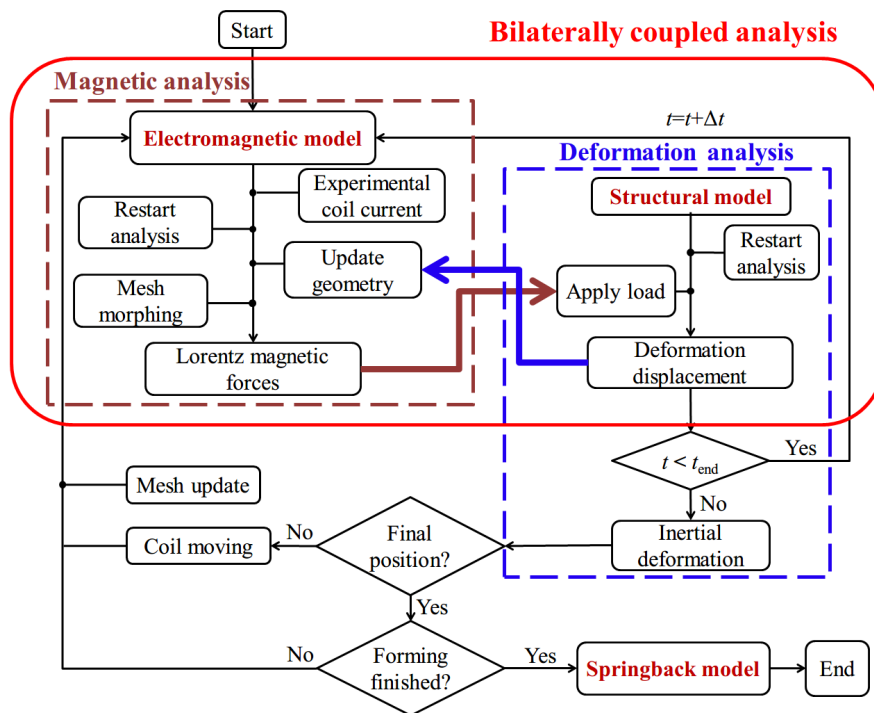 Start
Bilaterally coupled analysis
Magnetic analysis
t=t+Δt
Electromagnetic model
Deformation analysis
Experimental
coil current
Structural model
Restart
analysis
Update
geometry
Restart
analysis
Mesh
morphing
Apply load
Lorentz magnetic
forces
Deformation
displacement
t < tend
Yes
No
Mesh update
Inertial
deformation
Final
position?
No
Coil moving
Yes
Forming
finished?
No
Yes
Springback model
End